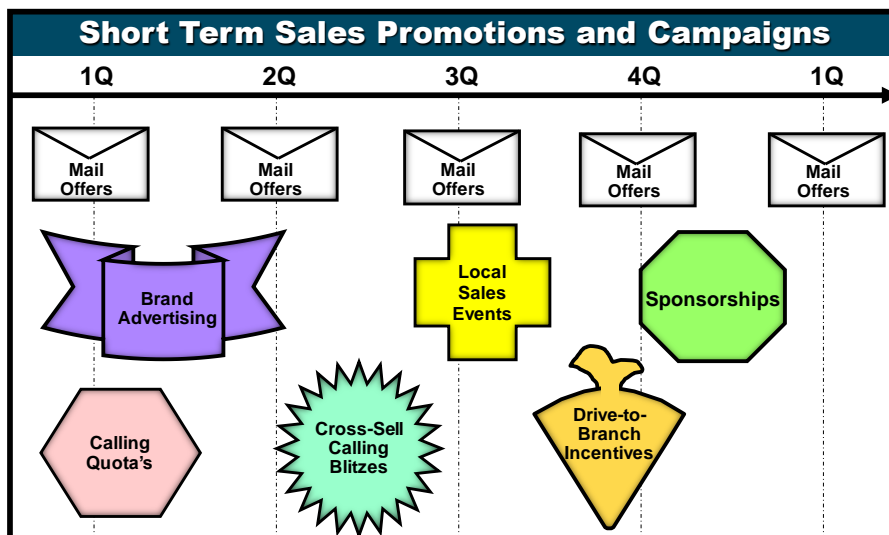 Short Term Sales Promotions and Campaigns
1Q 2Q 3Q 4Q 1Q
Mail
Offers
Mail
Offers
Mail
Offers
Mail
Offers
Mail
Offers
Brand
Advertising
Local
Sales
Events
Sponsorships
Calling
Quota's
Cross-Sell
Calling
Blitzes
Drive-to-
Branch
Incentives